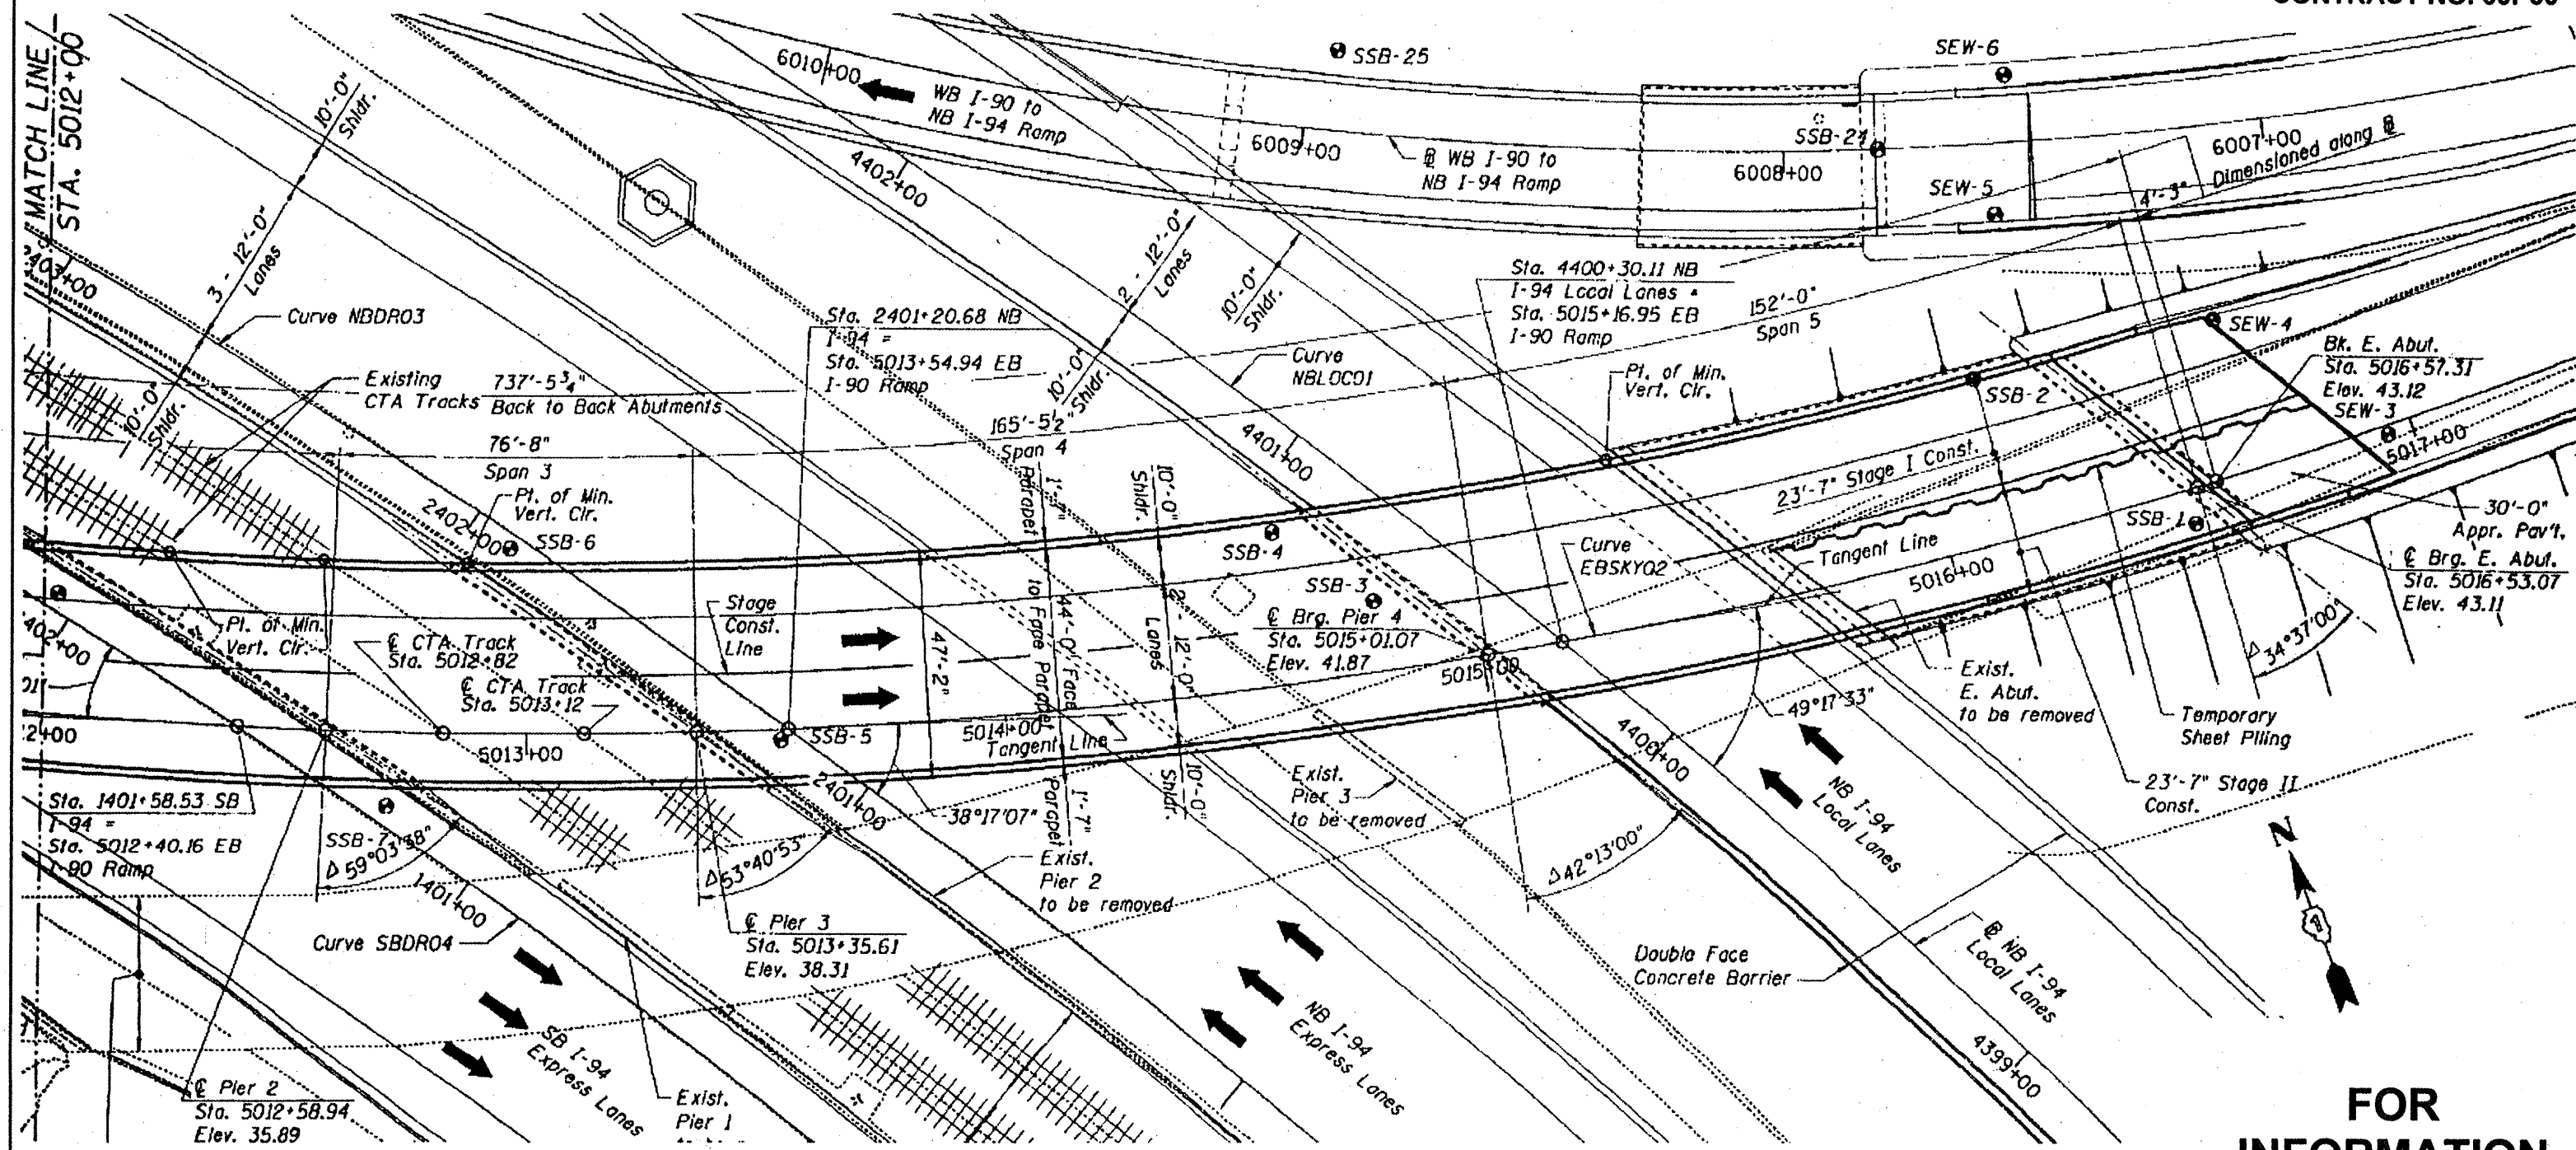 MATCH LINE
STA. 5012+00
10'-0"
Shldr.
3 - 12'-0"
Lanes
10'-0"
Shldr.
2403+00
Curve NBDR03
Existing
CTA Tracks
737'-5¾"
Back to Back Abutments
76'-8"
Span 3
Pt. of Min.
Vert. Clr.
2402+00
SSB-6
6010+00
WB I-90 to
NB I-94 Ramp
4402+00
SSB-25
6009+00
℄ WB I-90 to
NB I-94 Ramp
SEW-6
6008+00
SEW-5
6007+00
Dimensioned along ℄
4'-3"
2 - 12'-0"
Lanes
10'-0"
Shldr.
10'-0"
Shldr.
Sta. 2401+20.68 NB
I-94 =
Sta. 5013+54.94 EB
I-90 Ramp
Curve
NBLOC01
165'-5½"
Span 4
4401+00
Sta. 4400+30.11 NB
I-94 Local Lanes =
Sta. 5015+16.95 EB
I-90 Ramp
152'-0"
Span 5
Pt. of Min.
Vert. Clr.
SEW-4
Bk. E. Abut.
Sta. 5016+57.31
Elev. 43.12
SEW-3
5017+00
SSB-2
23'-7" Stage I Const.
SSB-1
30'-0"
Appr. Pav't.
℄ Brg. E. Abut.
Sta. 5016+53.07
Elev. 43.11
34°37'00"
Tangent Line
5016+00
Curve
EBSKY02
SSB-4
SSB-3
℄ Brg. Pier 4
Sta. 5015+01.07
Elev. 41.87
5015+00
1'-7"
Parapet
44'-0" Face
to Face Parapet
1'-7"
Parapet
10'-0"
Shldr.
2 - 12'-0"
Lanes
10'-0"
Shldr.
47'-2"
Stage
Const.
Line
Pt. of Min.
Vert. Clr.
℄ CTA Track
Sta. 5012+82
℄ CTA Track
Sta. 5013+12
5013+00
SSB-5
5014+00
Tangent Line
2401+00
38°17'07"
Sta. 1401+58.53 SB
I-94 =
Sta. 5012+40.16 EB
I-90 Ramp
SSB-7
59°03'38"
53°40'53"
1401+00
Curve SBDR04
℄ Pier 3
Sta. 5013+35.61
Elev. 38.31
Exist.
Pier 2
to be removed
Exist.
Pier 3
to be removed
42°13'00"
4400+00
49°17'33"
Exist.
E. Abut.
to be removed
Temporary
Sheet Piling
23'-7" Stage II
Const.
NB I-94
Local Lanes
N
℄ NB I-94
Local Lanes
Double Face
Concrete Barrier
4399+00
NB I-94
Express Lanes
SB I-94
Express Lanes
℄ Pier 2
Sta. 5012+58.94
Elev. 35.89
Exist.
Pier 1
FOR
INFORMATION